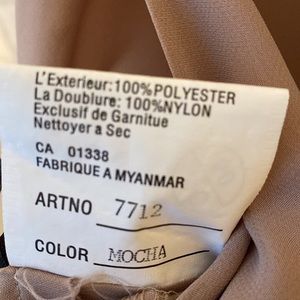 L'Exterieur:100%POLYESTER
La Doublure: 100%NYLON
Exclusif de Garnitue
Nettoyer a Sec
CA 01338
FABRIQUE A MYANMAR
ARTNO 7712
COLOR MOCHA